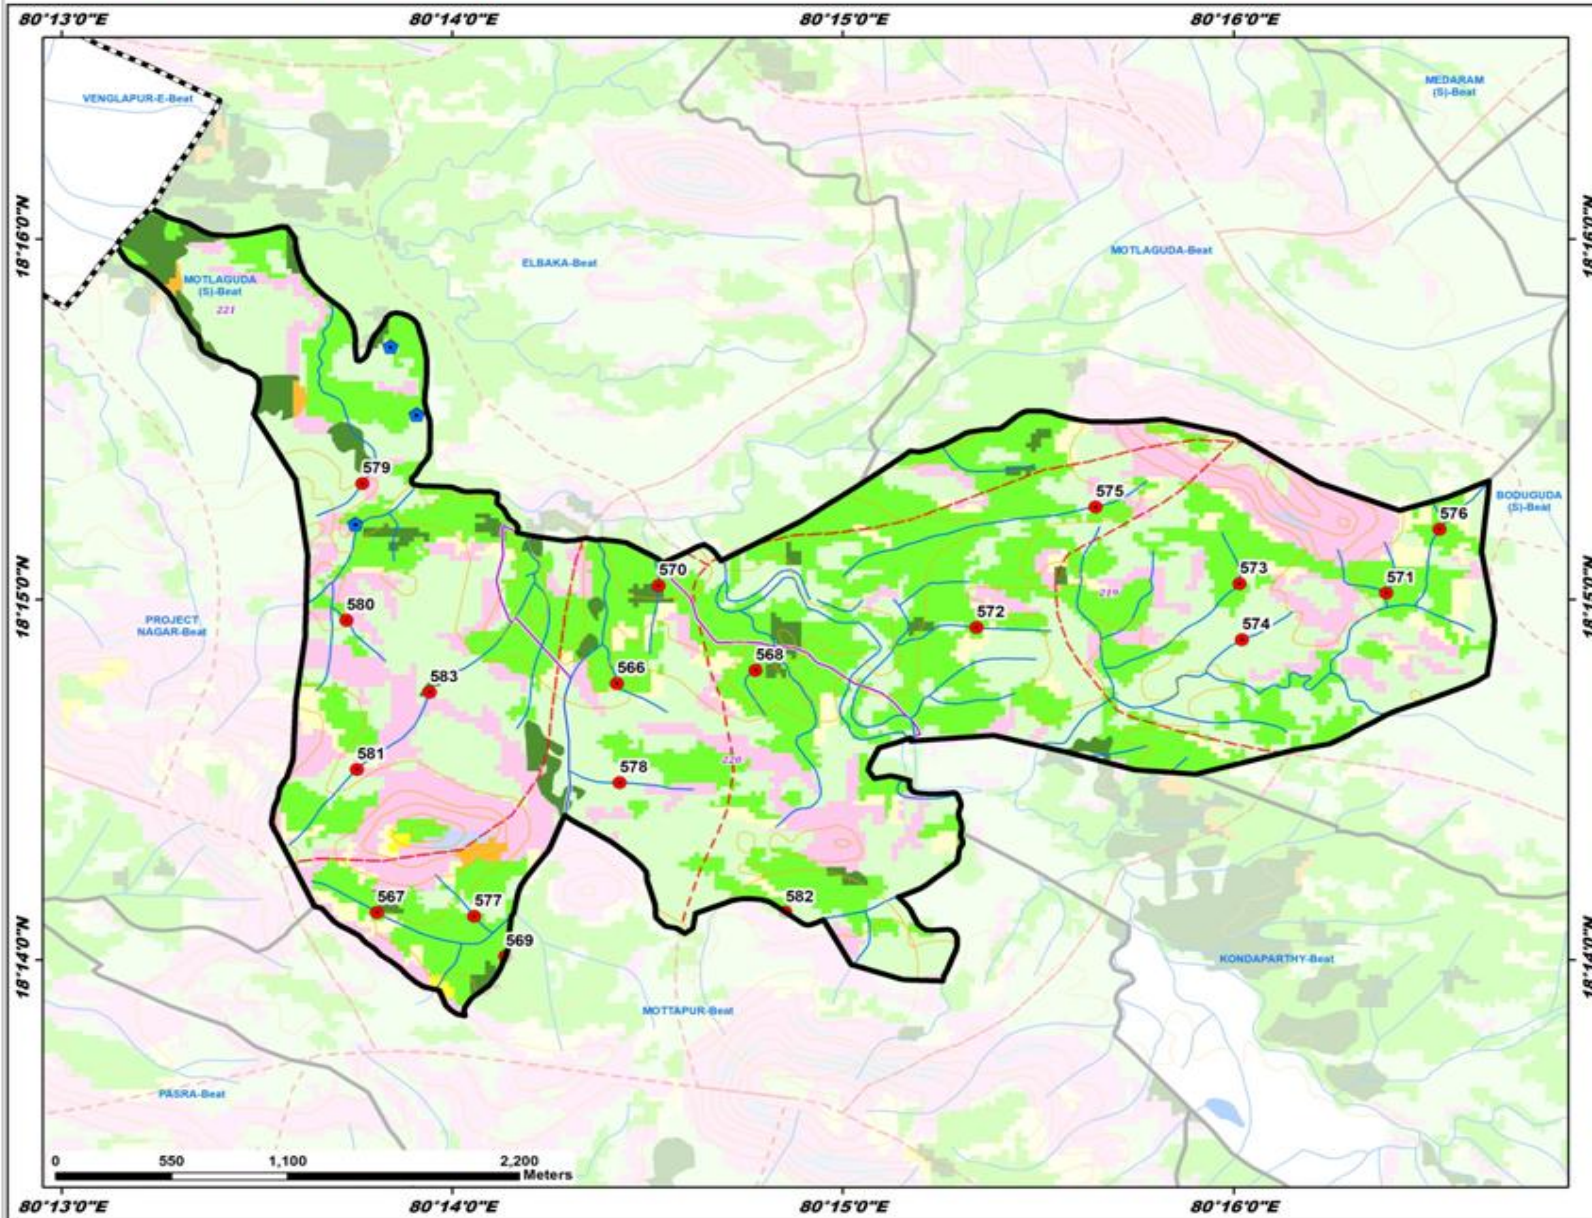 80°13'0"E 80°14'0"E 80°15'0"E 80°16'0"E
MEDARAM
(S)-Beat
VENGLAPUR-E-Beat
18°16'0"N 18°16'0"N
MOTLAGUDA-Beat
ELBAKA-Beat
MOTLAGUDA
(S)-Beat
221
579
575
BODUGUDA
(S)-Beat
576
570
573
571
18°15'0"N 18°15'0"N
219
580
572
574
PROJECT
NAGAR-Beat
566
568
583
581
578
220
567
577
582
569
18°14'0"N 18°14'0"N
KONDAPARTHY-Beat
MOTTAPUR-Beat
PASRA-Beat
0 550 1,100 2,200
Meters
80°13'0"E 80°14'0"E 80°15'0"E 80°16'0"E